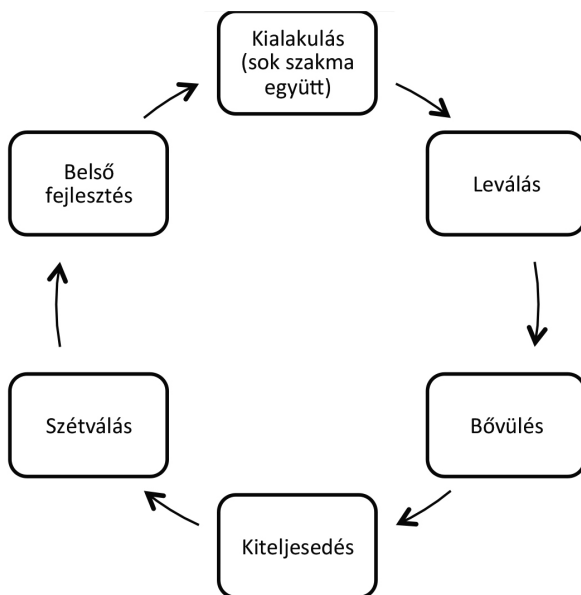 Kialakulás
(sok szakma
együtt)
Leválás
Bővülés
Kiteljesedés
Szétválás
Belső
fejlesztés